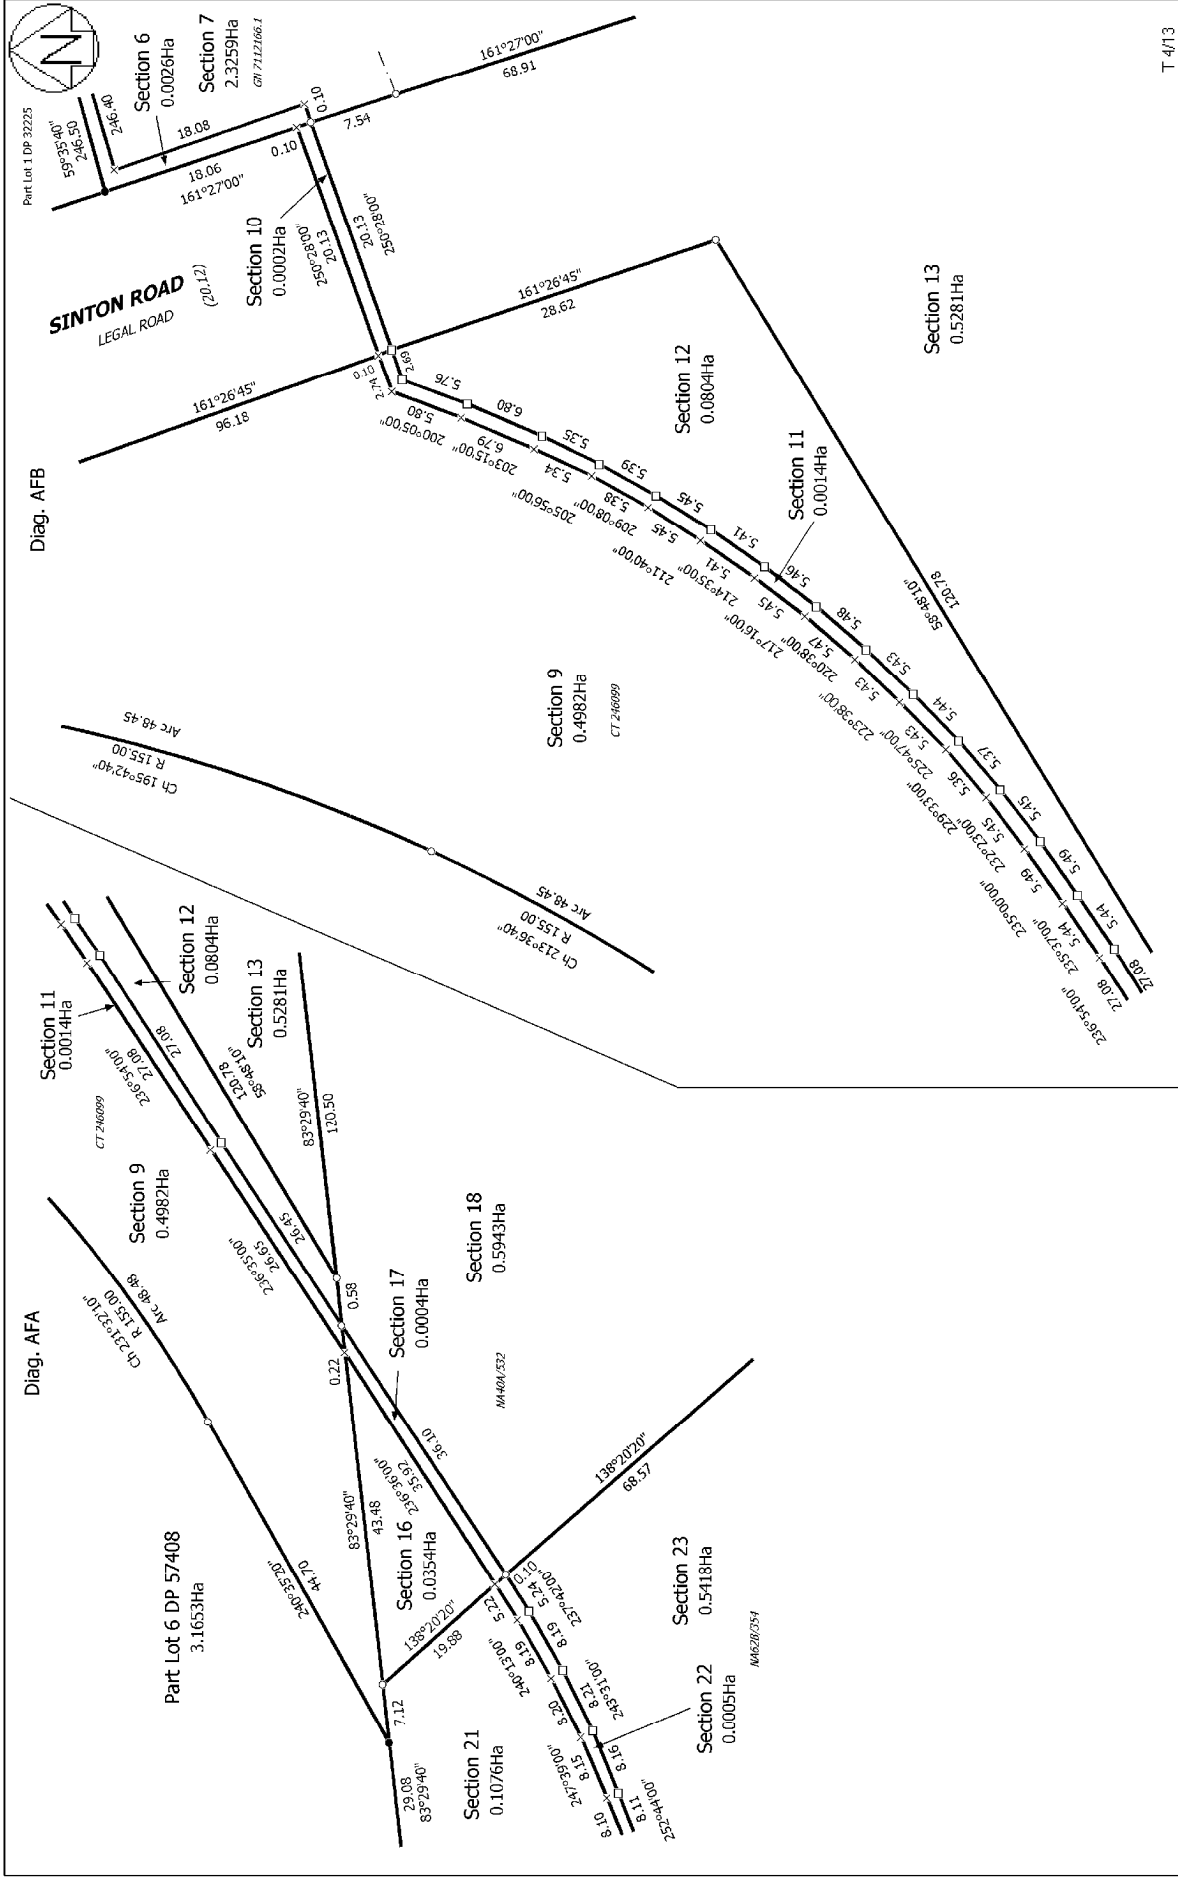 Diag. AFA
Part Lot 6 DP 57408
3.1653Ha
Ch 231°32'10"
R 155.00
Arc 48.48
240°35'20"
44.70
Section 9
0.4982Ha
CT 246099
Section 11
0.0014Ha
Section 12
0.0804Ha
Section 13
0.5281Ha
236°54'00"
27.08
27.08
120.78
58°48'10"
83°29'40"
120.50
236°35'00"
26.65
26.45
0.58
0.22
Section 17
0.0004Ha
Section 18
0.5943Ha
NA40A/532
83°29'40"
43.48
236°36'00"
35.92
36.10
Section 16
0.0354Ha
138°20'20"
19.88
7.12
29.08
83°29'40"
Section 21
0.1076Ha
138°20'20"
68.57
0.10
5.22
5.24
237°42'00"
8.19
240°13'00"
8.19
8.20
8.21
243°31'00"
8.15
247°39'00"
8.16
8.10
8.11
252°44'00"
Section 22
0.0005Ha
Section 23
0.5418Ha
NA62B/354
Diag. AFB
N
Part Lot 1 DP 32225
59°35'40"
246.50
246.40
Section 6
0.0026Ha
Section 7
2.3259Ha
GN 7112166.1
18.08
18.06
161°27'00"
0.10
0.10
7.54
161°27'00"
68.91
SINTON ROAD
LEGAL ROAD
(20.12)
Section 10
0.0002Ha
250°28'00"
20.13
20.13
250°28'00"
161°26'45"
96.18
0.10
2.74
2.69
161°26'45"
28.62
Ch 195°42'40"
R 155.00
Arc 48.45
Ch 213°36'40"
R 155.00
Arc 48.45
Section 9
0.4982Ha
CT 246099
Section 12
0.0804Ha
Section 13
0.5281Ha
Section 11
0.0014Ha
5.80
200°05'00"
5.76
6.79
203°15'00"
6.80
5.34
205°56'00"
5.35
5.38
209°08'00"
5.39
5.45
211°40'00"
5.45
5.41
214°35'00"
5.41
5.45
217°16'00"
5.46
5.47
220°38'00"
5.48
5.43
223°38'00"
5.43
5.43
225°47'00"
5.44
5.36
229°33'00"
5.37
5.45
232°23'00"
5.45
5.49
235°00'00"
5.49
5.44
235°37'00"
5.44
27.08
236°54'00"
27.08
58°48'10"
120.78
T 4/13